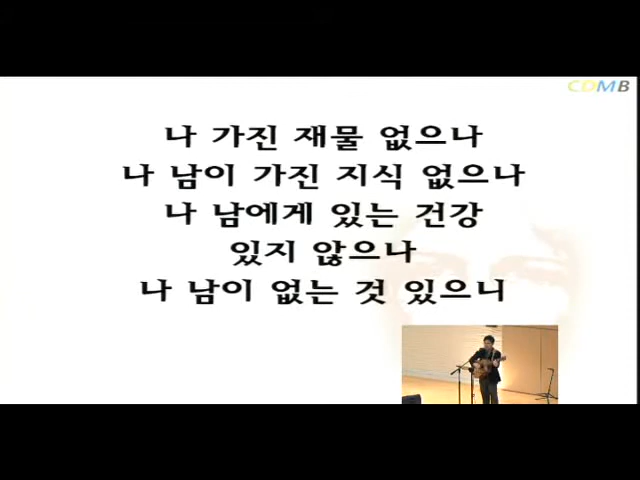 CDMB
나 가진 재물 없으나
나 남이 가진 지식 없으나
나 남에게 있는 건강
있지 않으나
나 남이 없는 것 있으니